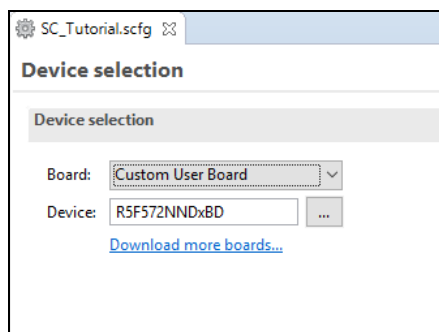 SC_Tutorial.scfg
Device selection
Device selection
Board: Custom User Board
Device: R5F572NNDxBD ...
Download more boards...